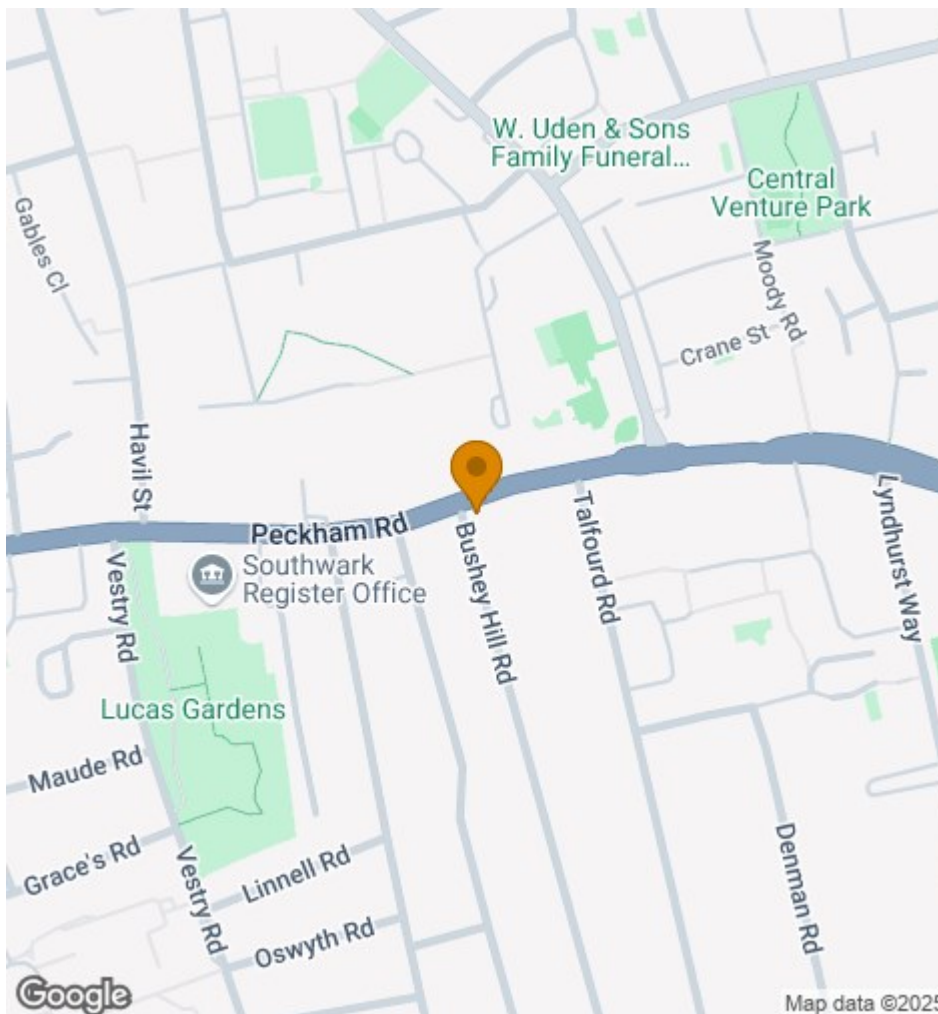 W. Uden & Sons
Family Funeral...
Central
Venture Park
Gables Cl
Moody Rd
Crane St
Havil St
Peckham Rd
Lyndhurst Way
Talfourd Rd
Bushey Hill Rd
Southwark
Register Office
Vestry Rd
Lucas Gardens
Maude Rd
Denman Rd
Grace's Rd
Linnell Rd
Vestry Rd
Oswyth Rd
Google
Map data ©2025